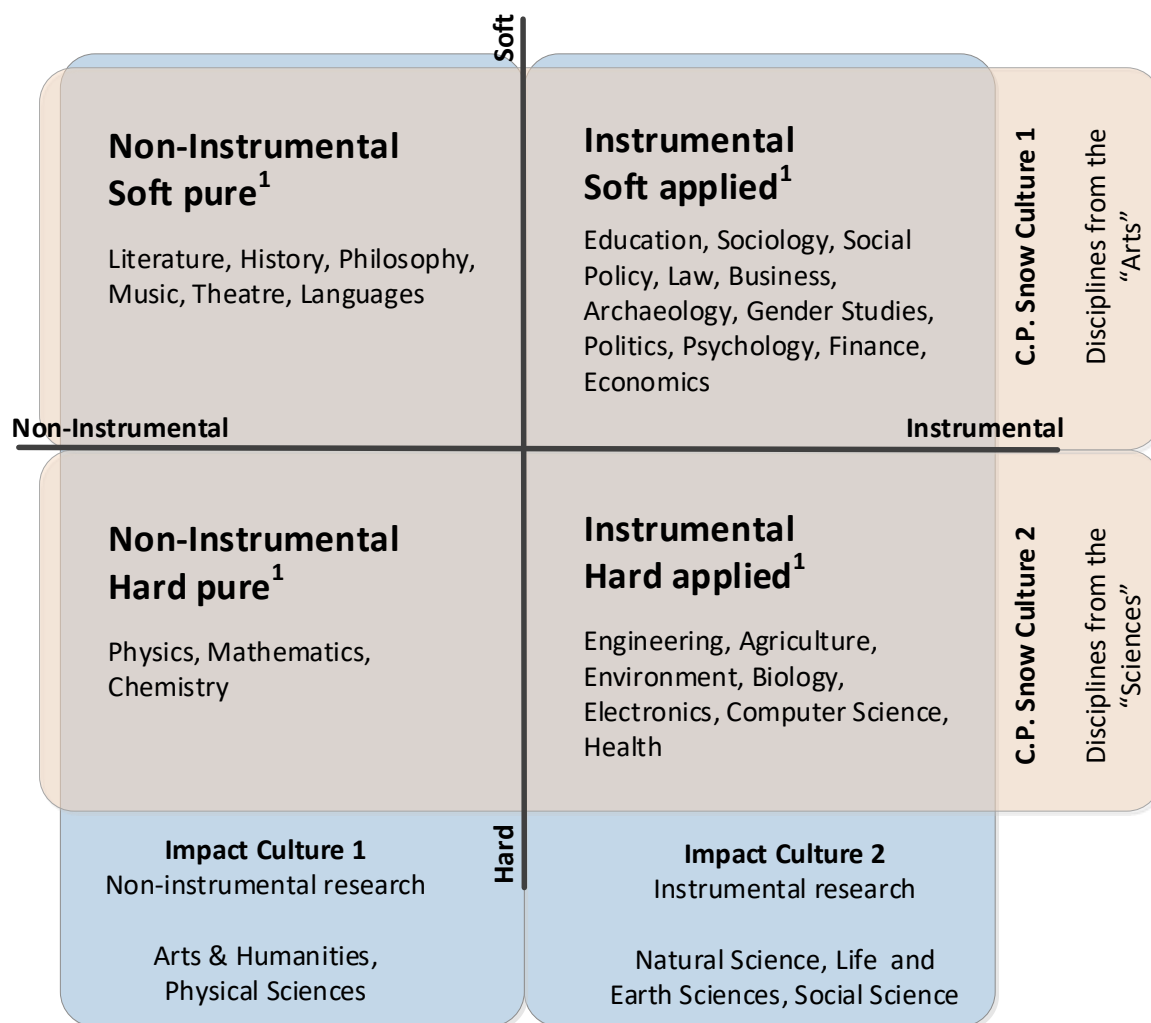 Soft
Non-Instrumental
Soft pure1
Literature, History, Philosophy,
Music, Theatre, Languages
Instrumental
Soft applied1
Education, Sociology, Social
Policy, Law, Business,
Archaeology, Gender Studies,
Politics, Psychology, Finance,
Economics
C.P. Snow Culture 1
Disciplines from the
“Arts”
Non-Instrumental
Instrumental
Non-Instrumental
Hard pure1
Physics, Mathematics,
Chemistry
Instrumental
Hard applied1
Engineering, Agriculture,
Environment, Biology,
Electronics, Computer Science,
Health
C.P. Snow Culture 2
Disciplines from the
“Sciences”
Hard
Impact Culture 1
Non-instrumental research
Arts & Humanities,
Physical Sciences
Impact Culture 2
Instrumental research
Natural Science, Life and
Earth Sciences, Social Science